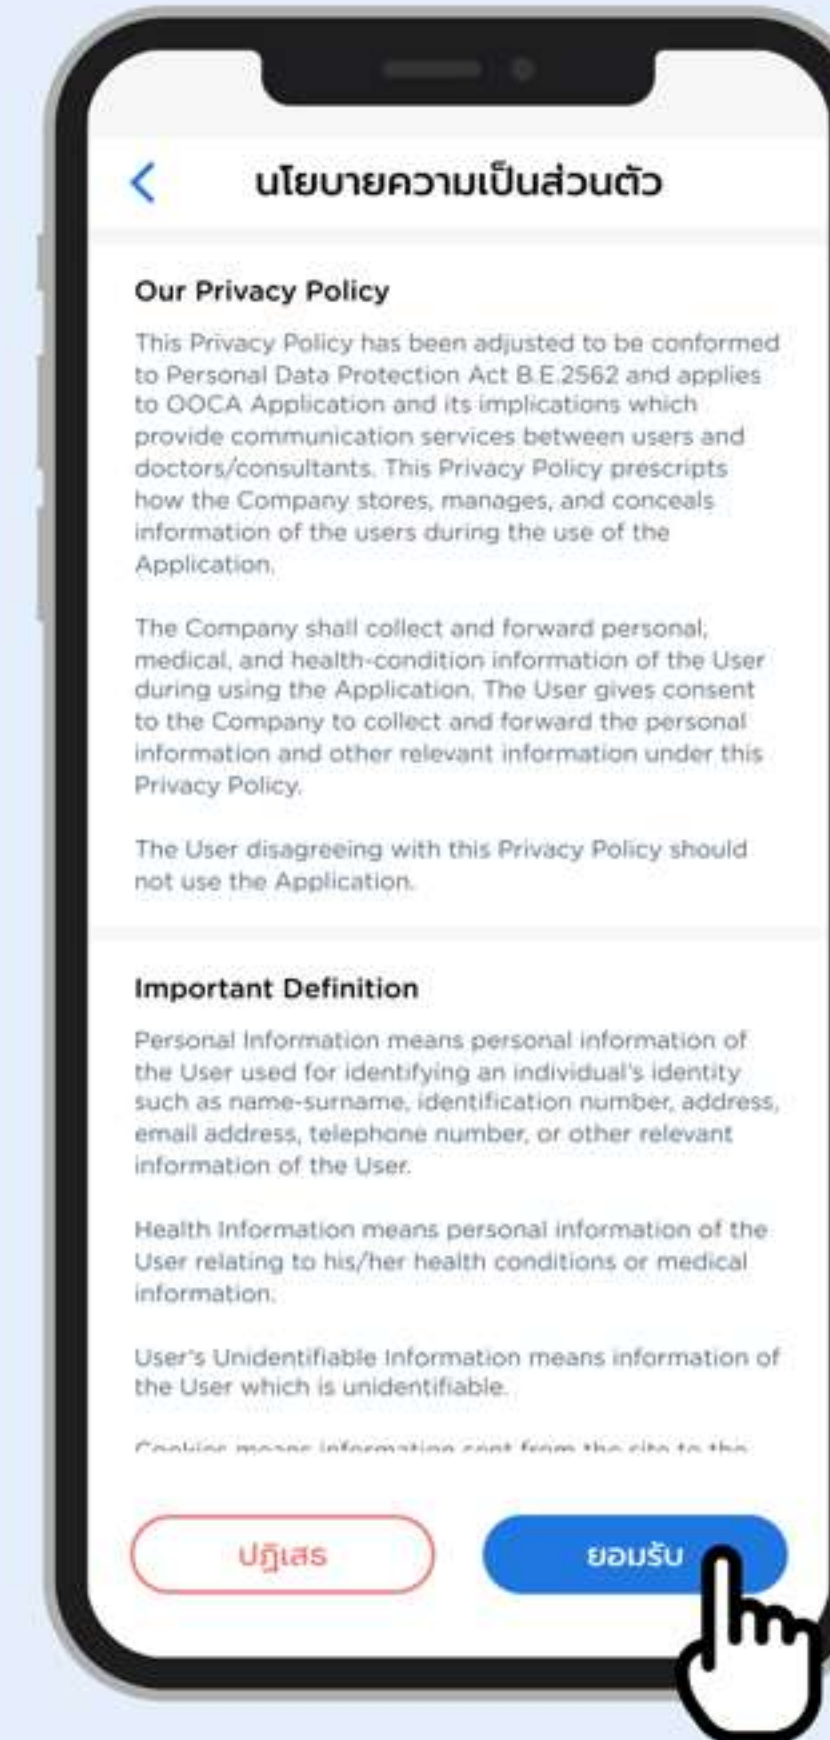 นโยบายความเป็นส่วนตัว
Our Privacy Policy
This Privacy Policy has been adjusted to be conformed
to Personal Data Protection Act B.E.2562 and applies
to OOCA Application and its implications which
provide communication services between users and
doctors/consultants. This Privacy Policy prescripts
how the Company stores, manages, and conceals
information of the users during the use of the
Application.
The Company shall collect and forward personal,
medical, and health-condition information of the User
during using the Application. The User gives consent
to the Company to collect and forward the personal
information and other relevant information under this
Privacy Policy.
The User disagreeing with this Privacy Policy should
not use the Application.
Important Definition
Personal Information means personal information of
the User used for identifying an individual's identity
such as name-surname, identification number, address,
email address, telephone number, or other relevant
information of the User.
Health Information means personal information of the
User relating to his/her health conditions or medical
information.
User's Unidentifiable Information means information of
the User which is unidentifiable.
Cookies means information sent from the site to the
ปฏิเสธ
ยอมรับ